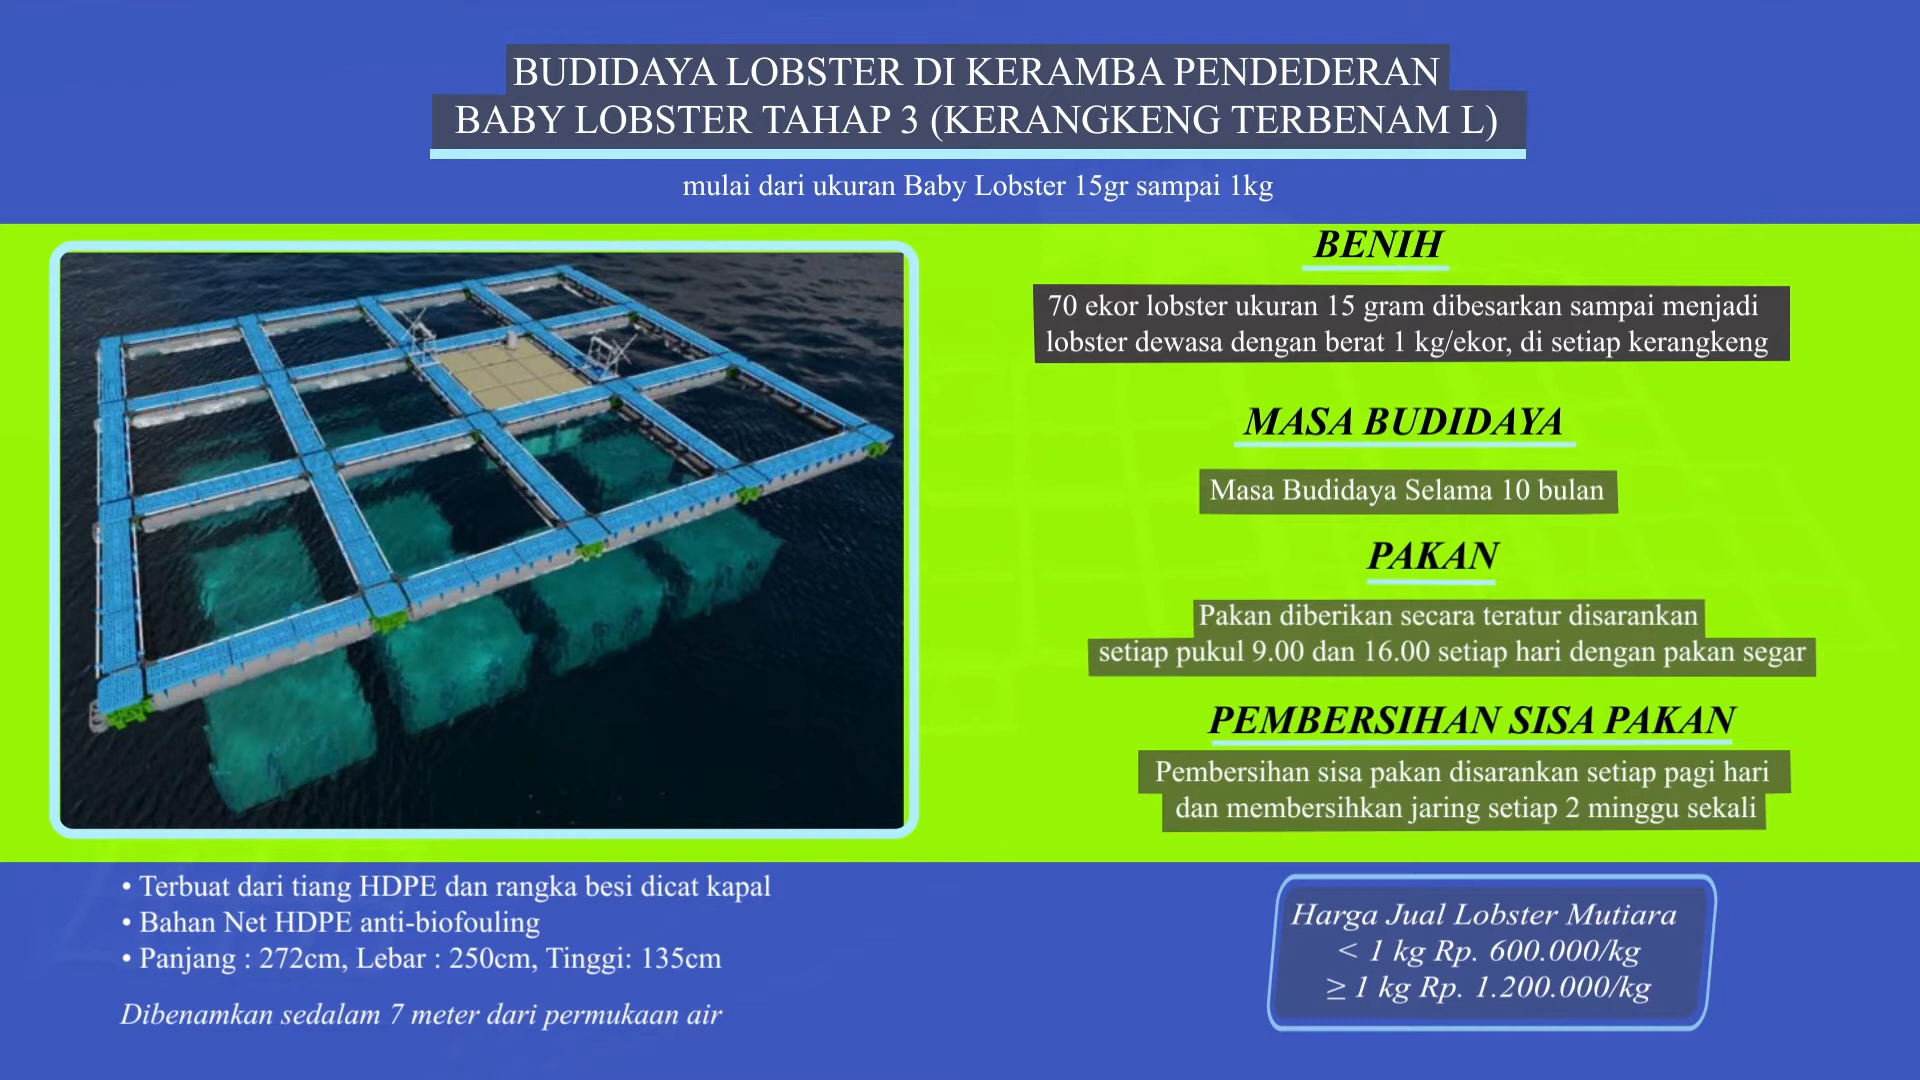 BUDIDAYA LOBSTER DI KERAMBA PENDEDERAN
BABY LOBSTER TAHAP 3 (KERANGKENG TERBENAM L)
mulai dari ukuran Baby Lobster 15gr sampai 1kg
BENIH
70 ekor lobster ukuran 15 gram dibesarkan sampai menjadi
lobster dewasa dengan berat 1 kg/ekor, di setiap kerangkeng
MASA BUDIDAYA
Masa Budidaya Selama 10 bulan
PAKAN
Pakan diberikan secara teratur disarankan
setiap pukul 9.00 dan 16.00 setiap hari dengan pakan segar
PEMBERSIHAN SISA PAKAN
Pembersihan sisa pakan disarankan setiap pagi hari
dan membersihkan jaring setiap 2 minggu sekali
• Terbuat dari tiang HDPE dan rangka besi dicat kapal
• Bahan Net HDPE anti-biofouling
• Panjang : 272cm, Lebar : 250cm, Tinggi: 135cm
Dibenamkan sedalam 7 meter dari permukaan air
Harga Jual Lobster Mutiara
< 1 kg Rp. 600.000/kg
≥ 1 kg Rp. 1.200.000/kg